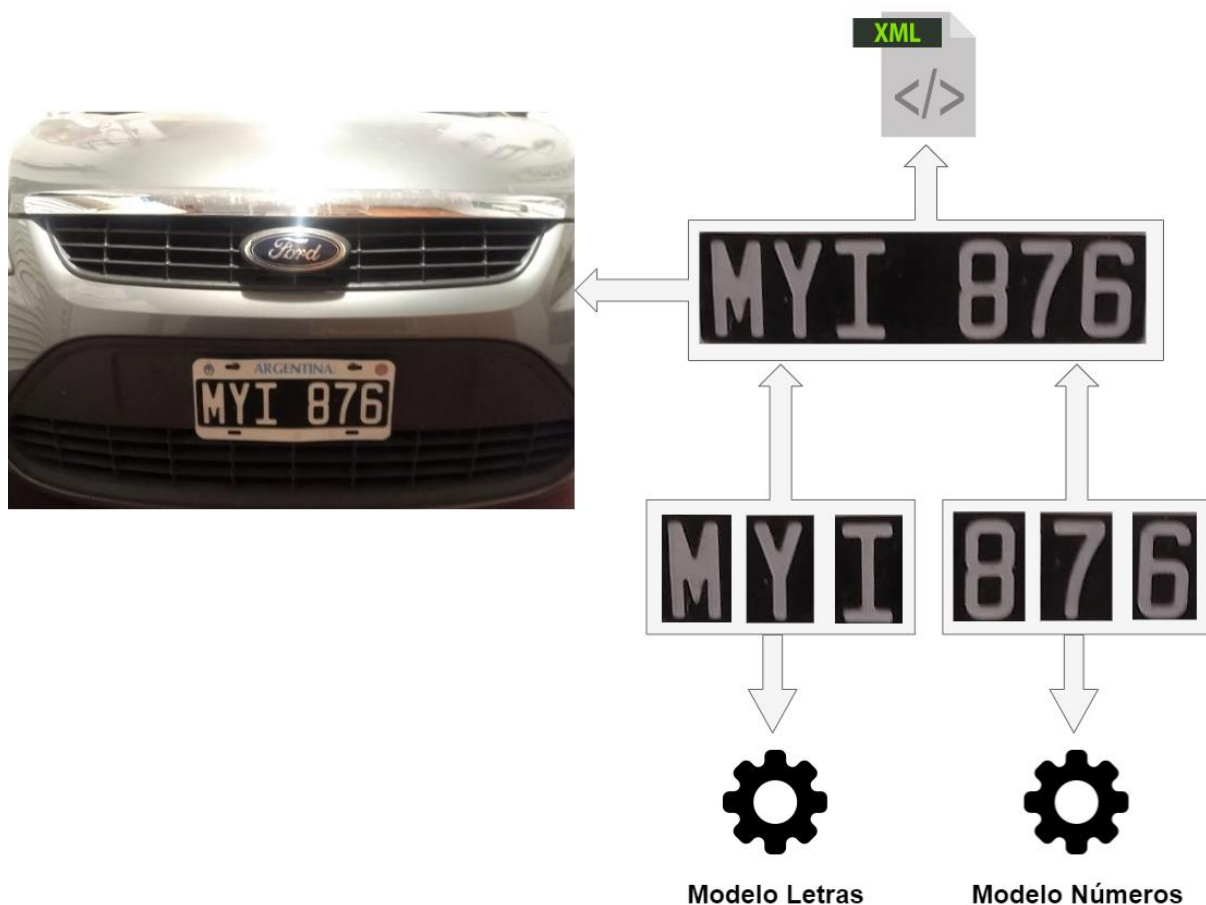 XML
</>
Ford
MYI 876
ARGENTINA
MYI 876
M Y I
8 7 6
Modelo Letras
Modelo Números